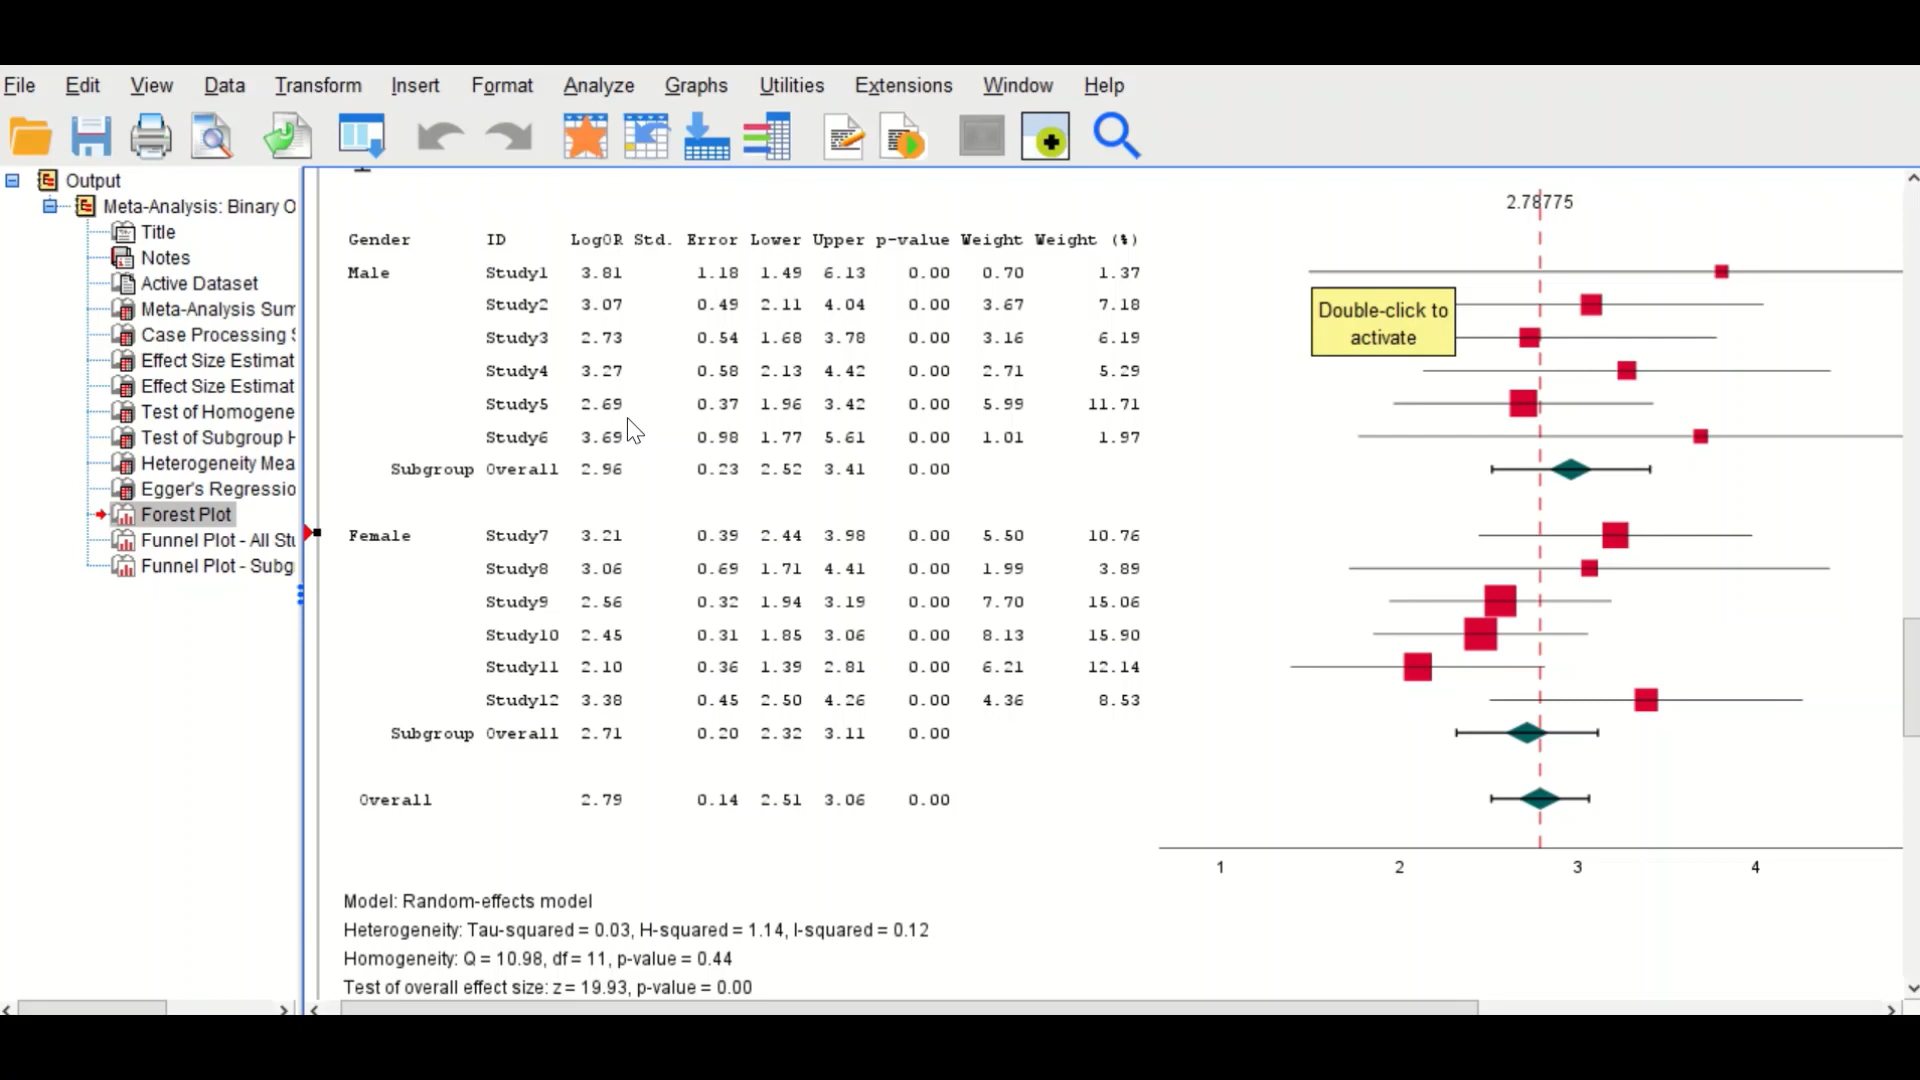 File Edit View Data Transform Insert Format Analyze Graphs Utilities Extensions Window Help
Output
Meta-Analysis: Binary O
Title
Notes
Active Dataset
Meta-Analysis Sum
Case Processing S
Effect Size Estimat
Effect Size Estimat
Test of Homogene
Test of Subgroup H
Heterogeneity Mea
Egger's Regressio
Forest Plot
Funnel Plot - All Stu
Funnel Plot - Subg
2.78775
Gender ID LogOR Std. Error Lower Upper p-value Weight Weight (%)
Male Study1 3.81 1.18 1.49 6.13 0.00 0.70 1.37
Study2 3.07 0.49 2.11 4.04 0.00 3.67 7.18
Study3 2.73 0.54 1.68 3.78 0.00 3.16 6.19
Study4 3.27 0.58 2.13 4.42 0.00 2.71 5.29
Study5 2.69 0.37 1.96 3.42 0.00 5.99 11.71
Study6 3.69 0.98 1.77 5.61 0.00 1.01 1.97
Subgroup Overall 2.96 0.23 2.52 3.41 0.00
Female Study7 3.21 0.39 2.44 3.98 0.00 5.50 10.76
Study8 3.06 0.69 1.71 4.41 0.00 1.99 3.89
Study9 2.56 0.32 1.94 3.19 0.00 7.70 15.06
Study10 2.45 0.31 1.85 3.06 0.00 8.13 15.90
Study11 2.10 0.36 1.39 2.81 0.00 6.21 12.14
Study12 3.38 0.45 2.50 4.26 0.00 4.36 8.53
Subgroup Overall 2.71 0.20 2.32 3.11 0.00
Overall 2.79 0.14 2.51 3.06 0.00
Double-click to
activate
1 2 3 4
Model: Random-effects model
Heterogeneity: Tau-squared = 0.03, H-squared = 1.14, I-squared = 0.12
Homogeneity: Q = 10.98, df = 11, p-value = 0.44
Test of overall effect size: z = 19.93, p-value = 0.00